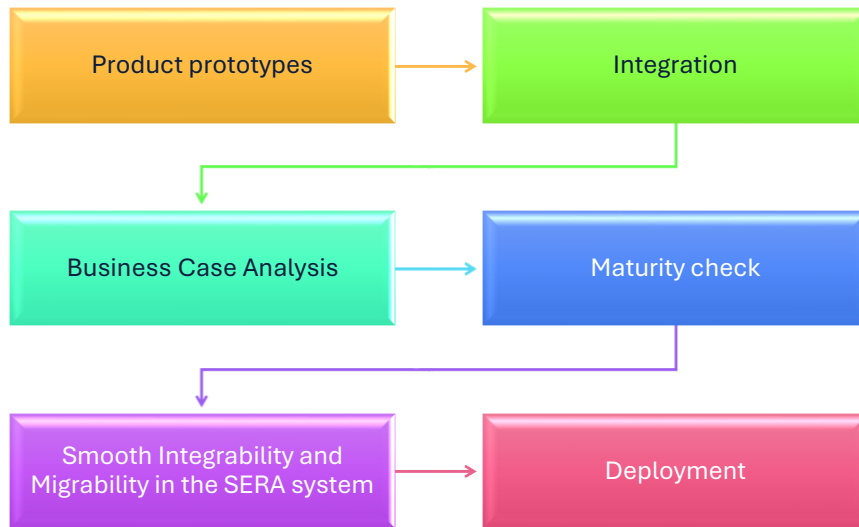 Product prototypes
Integration
Business Case Analysis
Maturity check
Smooth Integrability and
Migrability in the SERA system
Deployment